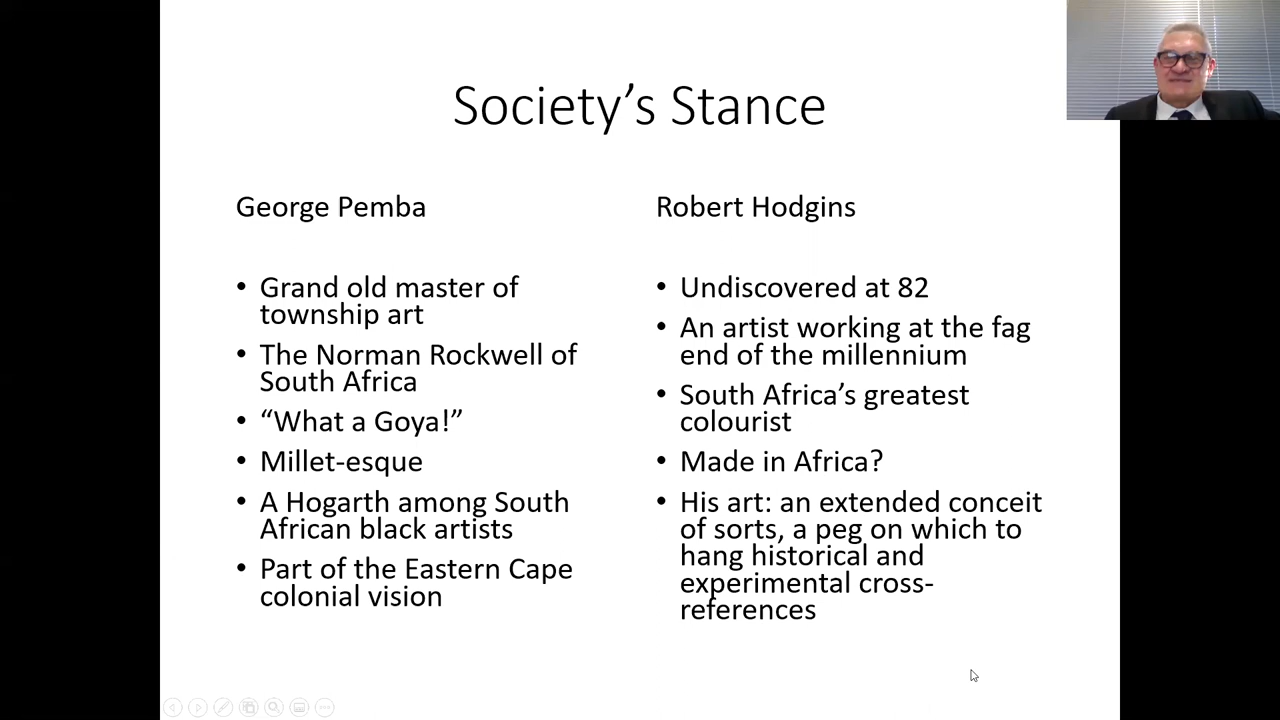 Society’s Stance
George Pemba
• Grand old master of
township art
• The Norman Rockwell of
South Africa
• “What a Goya!”
• Millet-esque
• A Hogarth among South
African black artists
• Part of the Eastern Cape
colonial vision
Robert Hodgins
• Undiscovered at 82
• An artist working at the fag
end of the millennium
• South Africa’s greatest
colourist
• Made in Africa?
• His art: an extended conceit
of sorts, a peg on which to
hang historical and
experimental cross-
references